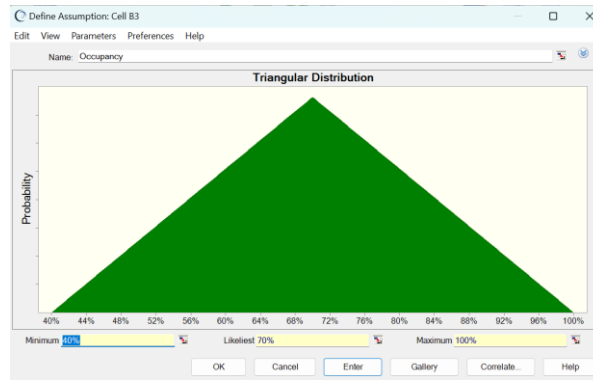 Define Assumption: Cell B3
Edit View Parameters Preferences Help
Name: Occupancy
Triangular Distribution
Probability
40% 44% 48% 52% 56% 60% 64% 68% 72% 76% 80% 84% 88% 92% 96% 100%
Minimum 40% Likeliest 70% Maximum 100%
OK Cancel Enter Gallery Correlate... Help